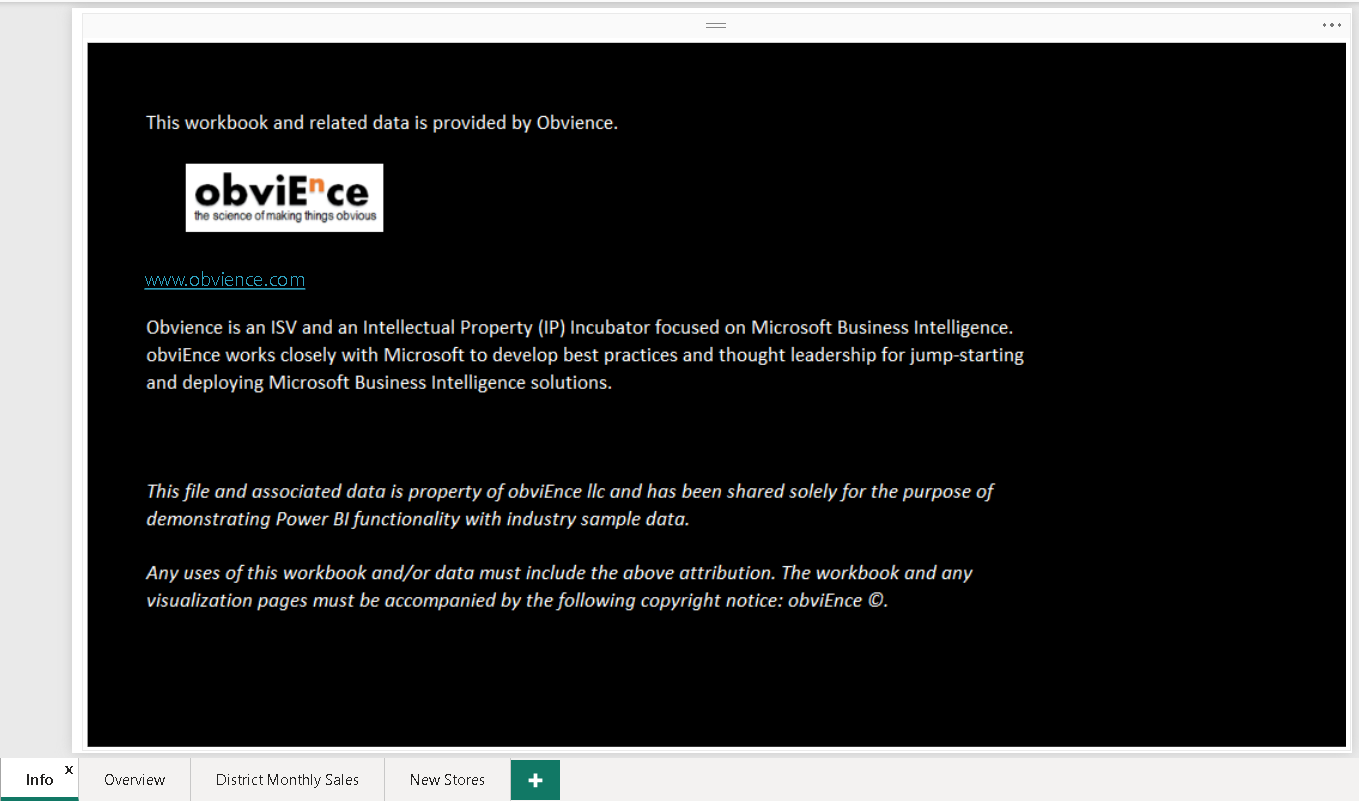 This workbook and related data is provided by Obvience.
obviEnce
the science of making things obvious
www.obvience.com
Obvience is an ISV and an Intellectual Property (IP) Incubator focused on Microsoft Business Intelligence.
obviEnce works closely with Microsoft to develop best practices and thought leadership for jump-starting
and deploying Microsoft Business Intelligence solutions.
This file and associated data is property of obviEnce llc and has been shared solely for the purpose of
demonstrating Power BI functionality with industry sample data.
Any uses of this workbook and/or data must include the above attribution. The workbook and any
visualization pages must be accompanied by the following copyright notice: obviEnce ©.
Info x Overview District Monthly Sales New Stores +